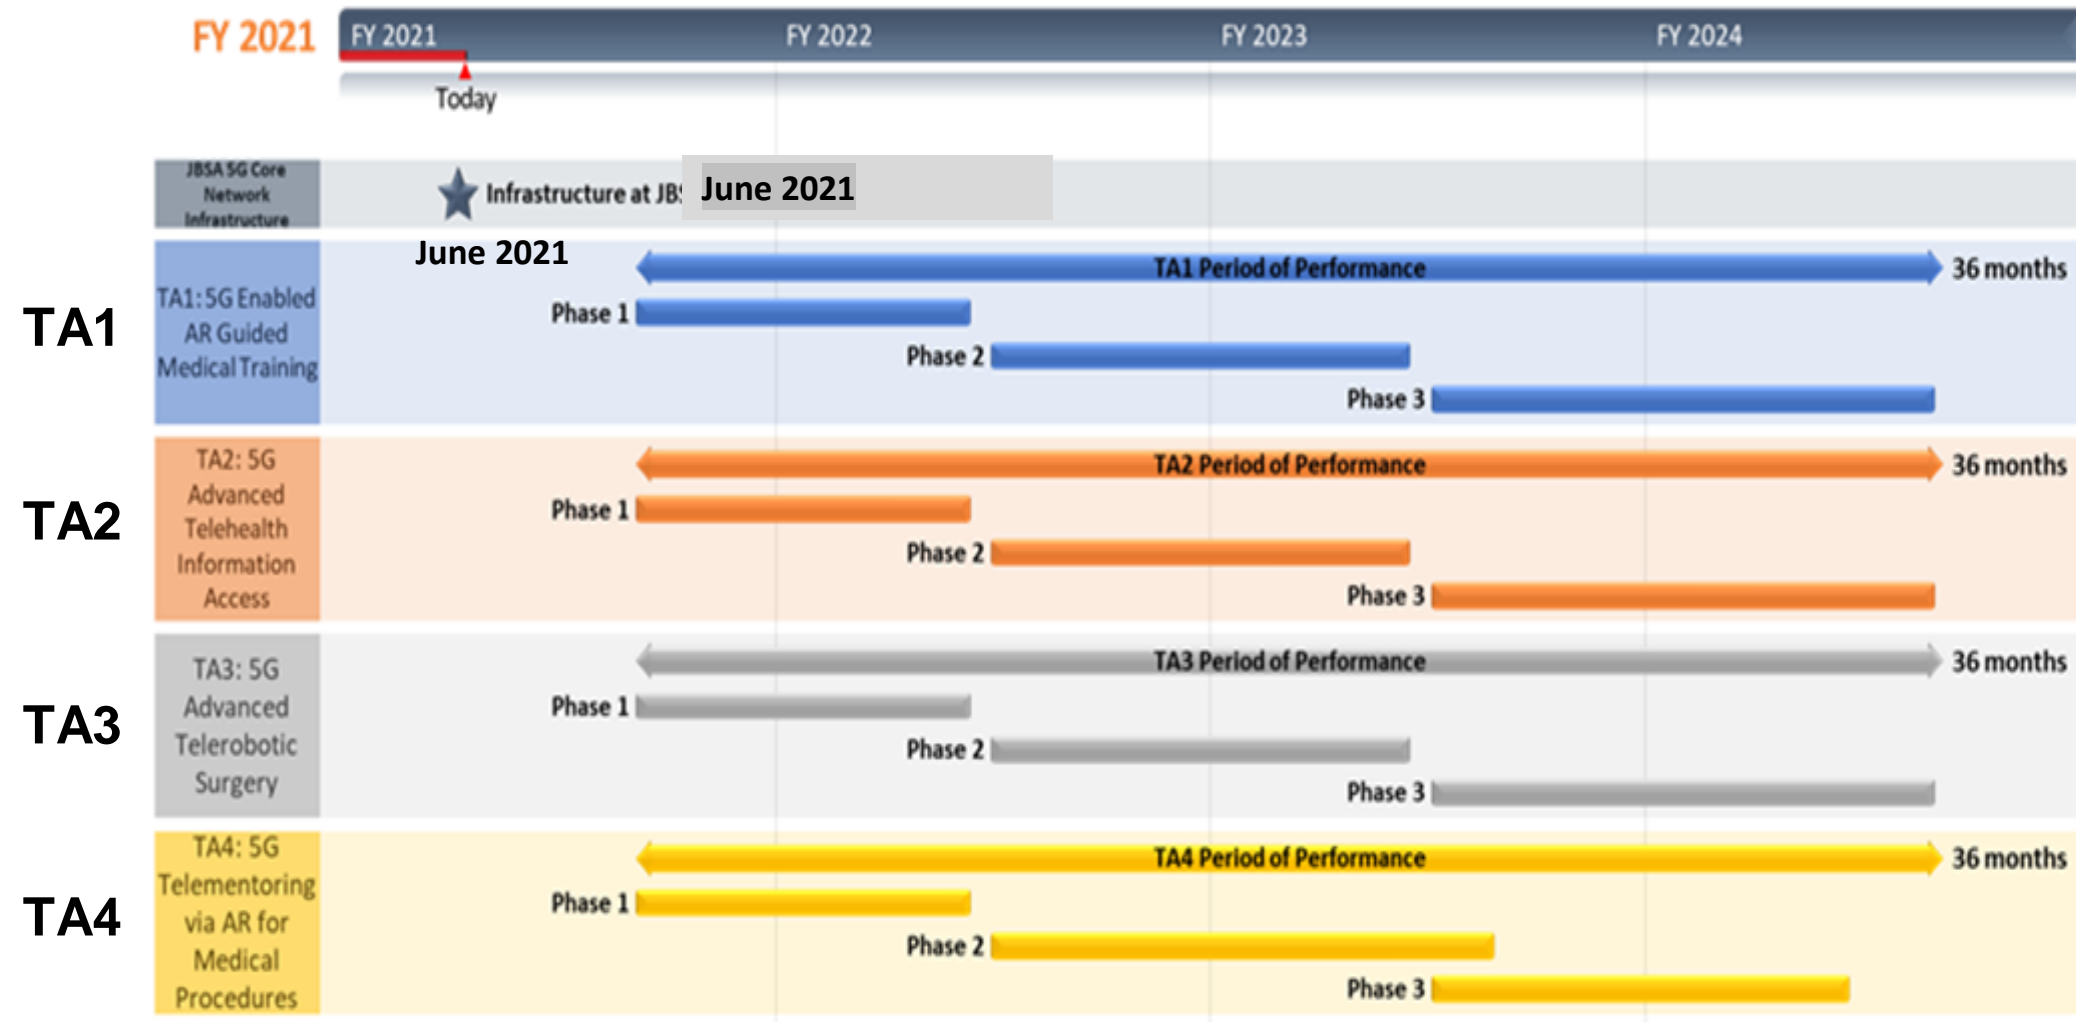 FY 2021
FY 2021 FY 2022 FY 2023 FY 2024
Today
JBSA 5G Core
Network
Infrastructure
Infrastructure at
June 2021
June 2021
TA1
TA1: 5G Enabled
AR Guided
Medical Training
TA1 Period of Performance
36 months
Phase 1
Phase 2
Phase 3
TA2
TA2: 5G
Advanced
Telehealth
Information
Access
TA2 Period of Performance
36 months
Phase 1
Phase 2
Phase 3
TA3
TA3: 5G
Advanced
Telerobotic
Surgery
TA3 Period of Performance
36 months
Phase 1
Phase 2
Phase 3
TA4
TA4: 5G
Telementoring
via AR for
Medical
Procedures
TA4 Period of Performance
36 months
Phase 1
Phase 2
Phase 3